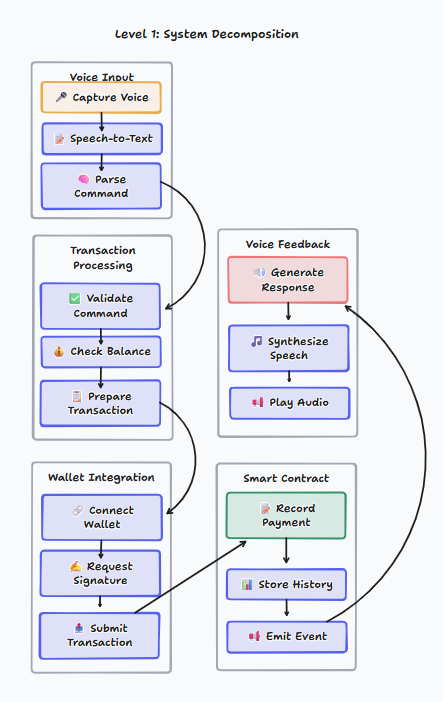 Level 1: System Decomposition
Voice Input
🎤 Capture Voice
📝 Speech-to-Text
🧠 Parse
Command
Transaction
Processing
✅ Validate
Command
💰 Check Balance
📋 Prepare
Transaction
Wallet Integration
🔗 Connect
Wallet
✍️ Request
Signature
📤 Submit
Transaction
Smart Contract
📝 Record
Payment
📊 Store History
📢 Emit Event
Voice Feedback
🔊 Generate
Response
🎵 Synthesize
Speech
📢 Play Audio